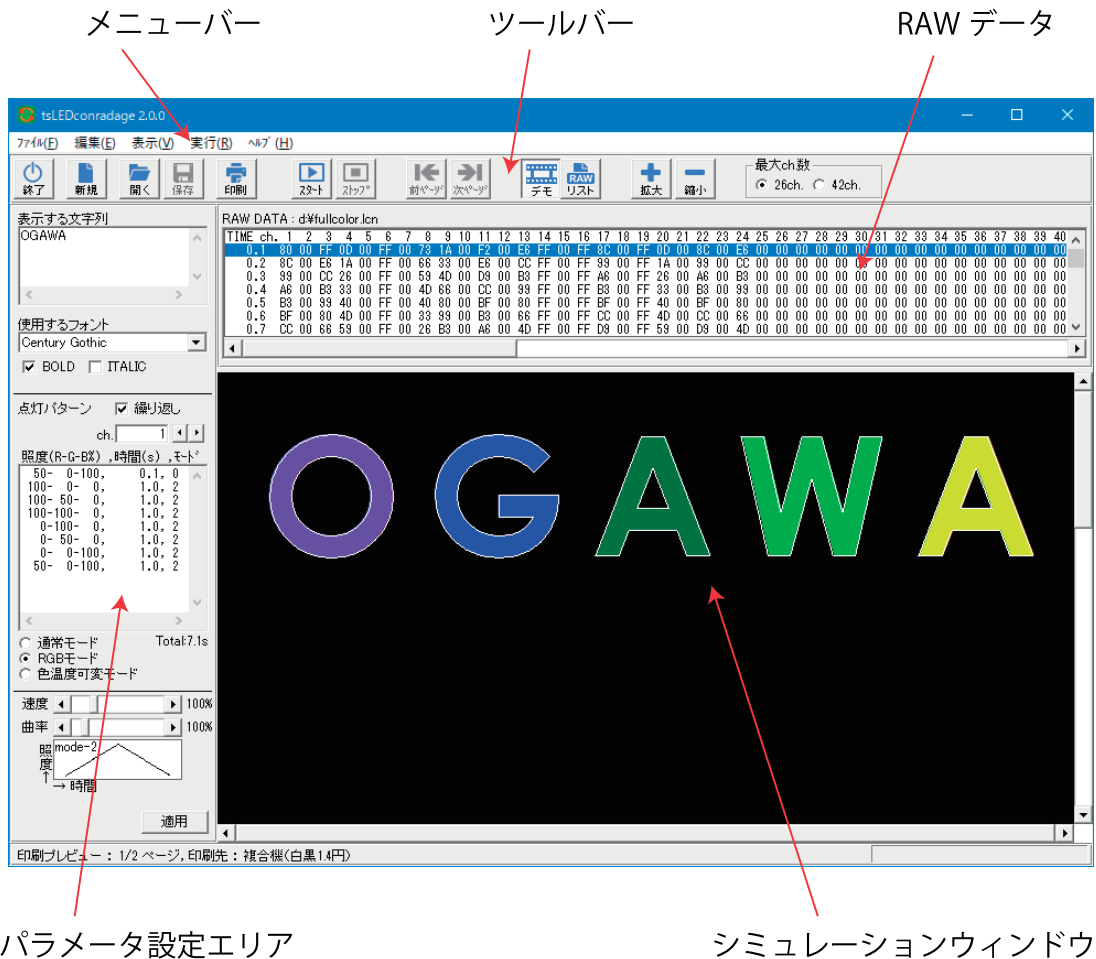 メニューバー
ツールバー
RAW データ
tsLEDconradage 2.0.0
ファイル(F) 編集(E) 表示(V) 実行(R) ヘルプ(H)
終了 新規 開く 保存 印刷 スタート ストップ 前ページ 次ページ デモ RAW リスト 拡大 縮小
最大ch数
26ch. 42ch.
表示する文字列
OGAWA
使用するフォント
Century Gothic
BOLD ITALIC
点灯パターン 繰り返し
ch. 1
照度(R-G-B%) ,時間(s) ,モード
50- 0-100, 0.1, 0
100- 0- 0, 1.0, 2
100- 50- 0, 1.0, 2
100-100- 0, 1.0, 2
0-100- 0, 1.0, 2
0- 50- 0, 1.0, 2
0- 0-100, 1.0, 2
50- 0-100, 1.0, 2
通常モード Total:7.1s
RGBモード
色温度可変モード
速度 100%
曲率 100%
照度↑
mode-2
→ 時間
適用
RAW DATA : d:¥fullcolor.lcn
TIME ch. 1 2 3 4 5 6 7 8 9 10 11 12 13 14 15 16 17 18 19 20 21 22 23 24 25 26 27 28 29 30 31 32 33 34 35 36 37 38 39 40
0.1 80 00 FF 0D 00 FF 00 73 1A 00 F2 00 E6 FF 00 FF 8C 00 FF 0D 00 8C 00 E6 00 00 00 00 00 00 00 00 00 00 00 00 00 00 00 00
0.2 8C 00 E6 1A 00 FF 00 66 33 00 E6 00 CC FF 00 FF 99 00 FF 1A 00 99 00 CC 00 00 00 00 00 00 00 00 00 00 00 00 00 00 00 00
0.3 99 00 CC 26 00 FF 00 59 4D 00 D9 00 B3 FF 00 FF A6 00 FF 26 00 A6 00 B3 00 00 00 00 00 00 00 00 00 00 00 00 00 00 00 00
0.4 A6 00 B3 33 00 FF 00 4D 66 00 CC 00 99 FF 00 FF B3 00 FF 33 00 B3 00 99 00 00 00 00 00 00 00 00 00 00 00 00 00 00 00 00
0.5 B3 00 99 40 00 FF 00 40 80 00 BF 00 80 FF 00 FF BF 00 FF 40 00 BF 00 80 00 00 00 00 00 00 00 00 00 00 00 00 00 00 00 00
0.6 BF 00 80 4D 00 FF 00 33 99 00 B3 00 66 FF 00 FF CC 00 FF 4D 00 CC 00 66 00 00 00 00 00 00 00 00 00 00 00 00 00 00 00 00
0.7 CC 00 66 59 00 FF 00 26 B3 00 A6 00 4D FF 00 FF D9 00 FF 59 00 D9 00 4D 00 00 00 00 00 00 00 00 00 00 00 00 00 00 00 00
OGAWA
印刷プレビュー : 1/2 ページ, 印刷先 : 複合機(白黒1.4円)
パラメータ設定エリア
シミュレーションウィンドウ